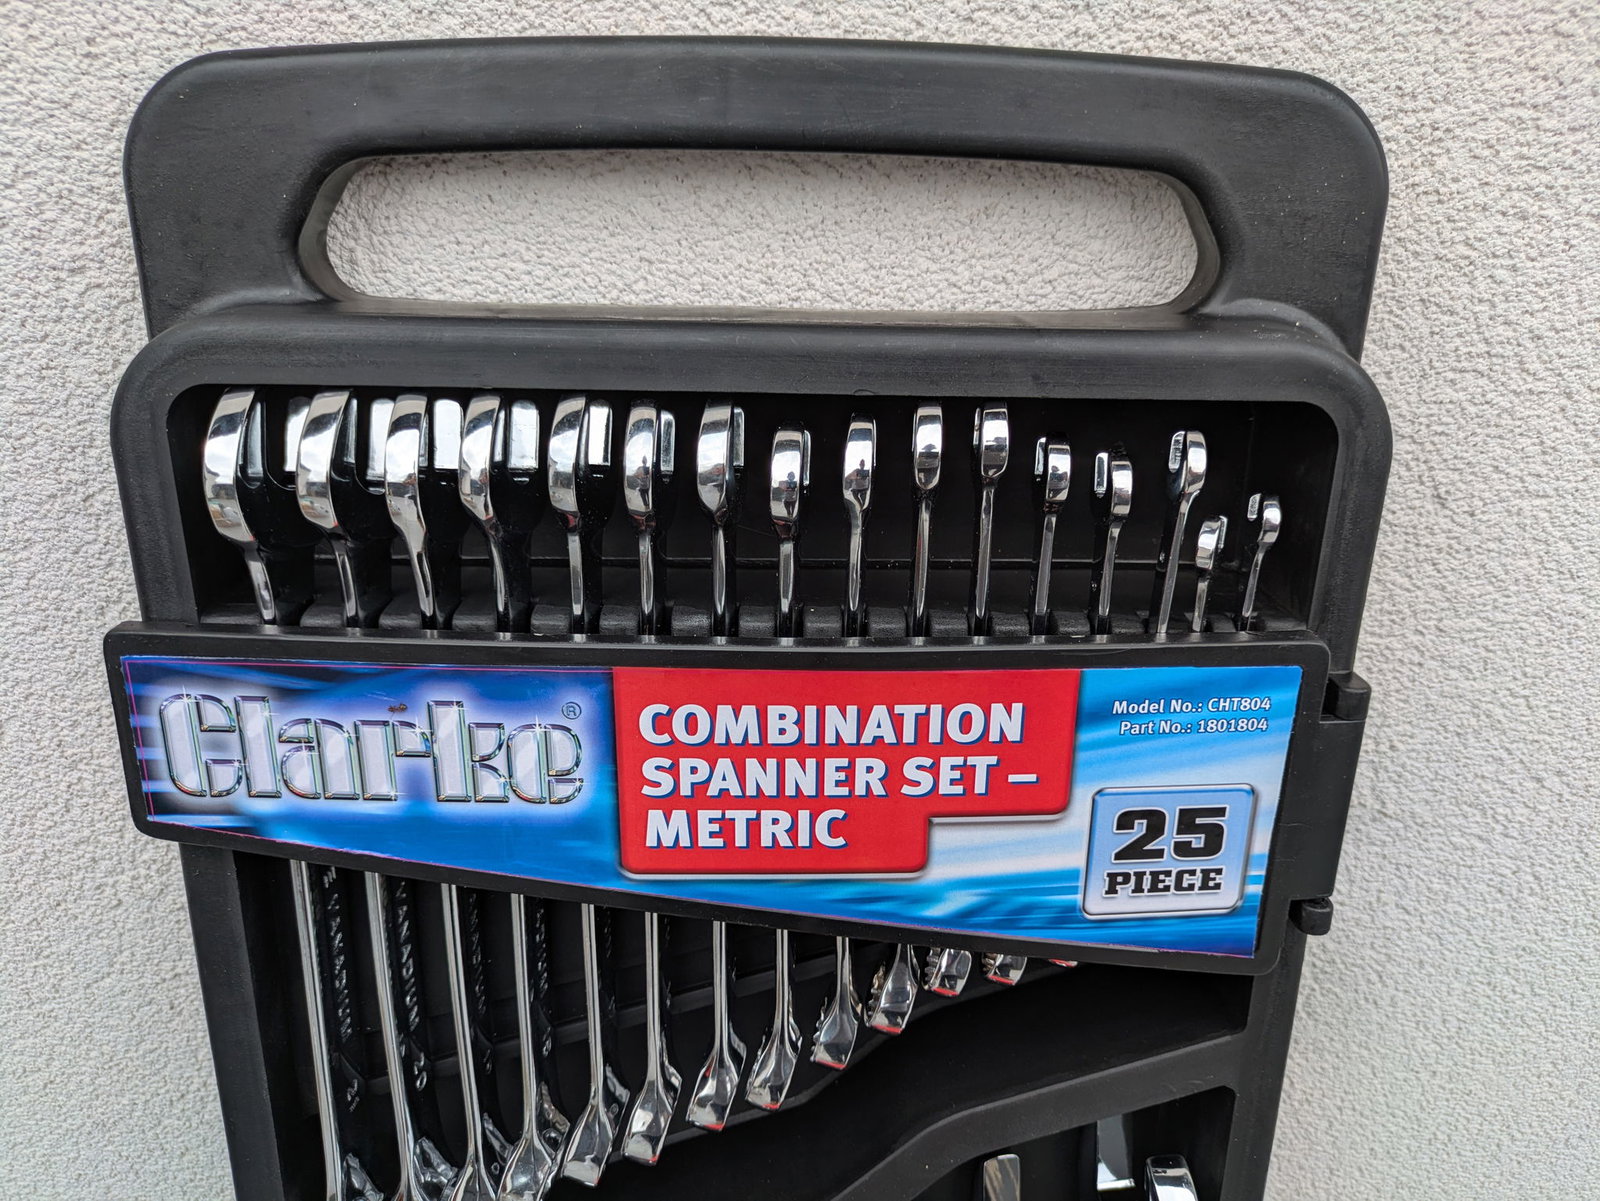 Clarke®
COMBINATION
SPANNER SET –
METRIC
Model No.: CHT804
Part No.: 1801804
25
PIECE